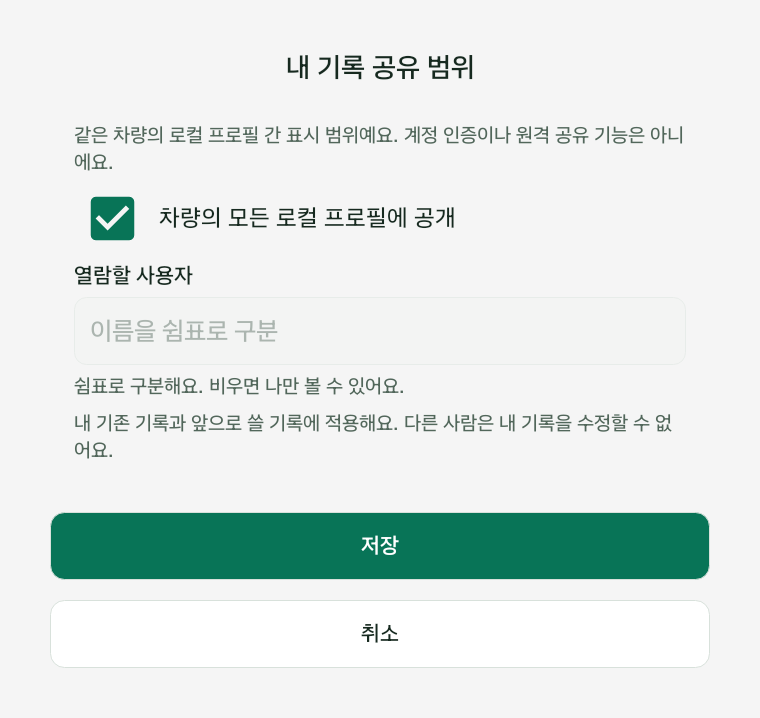 내 기록 공유 범위
같은 차량의 로컬 프로필 간 표시 범위예요. 계정 인증이나 원격 공유 기능은 아니
에요.
차량의 모든 로컬 프로필에 공개
열람할 사용자
이름을 쉼표로 구분
쉼표로 구분해요. 비우면 나만 볼 수 있어요.
내 기존 기록과 앞으로 쓸 기록에 적용해요. 다른 사람은 내 기록을 수정할 수 없
어요.
저장
취소